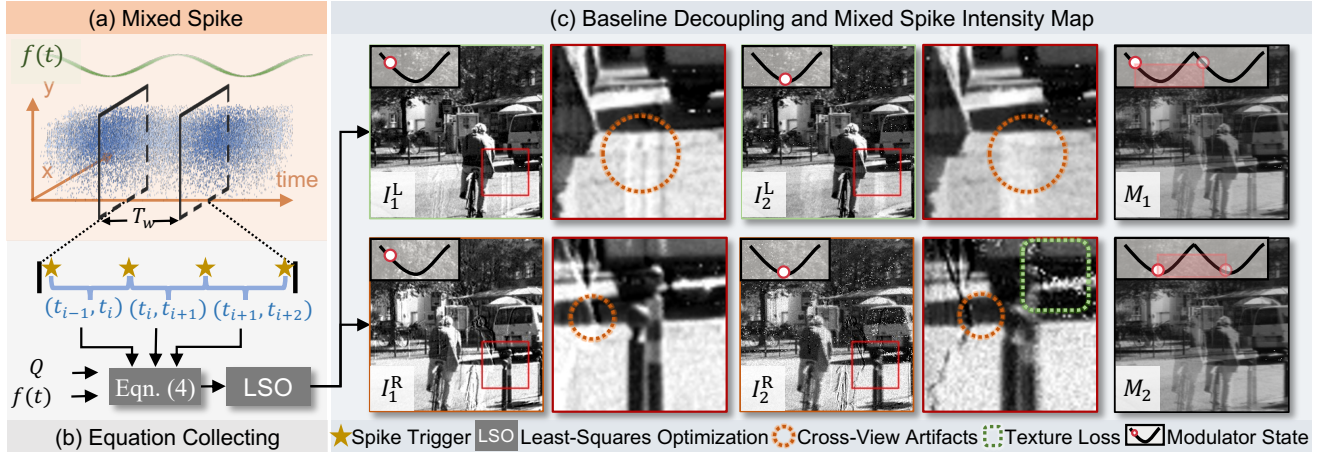 (a) Mixed Spike
(c) Baseline Decoupling and Mixed Spike Intensity Map
f(t)
y
x
time
T_w
(t_{i-1}, t_i) (t_i, t_{i+1}) (t_{i+1}, t_{i+2})
Q
f(t)
Eqn. (4)
LSO
(b) Equation Collecting
I_1^L
I_2^L
M_1
I_1^R
I_2^R
M_2
Spike Trigger LSO Least-Squares Optimization Cross-View Artifacts Texture Loss Modulator State